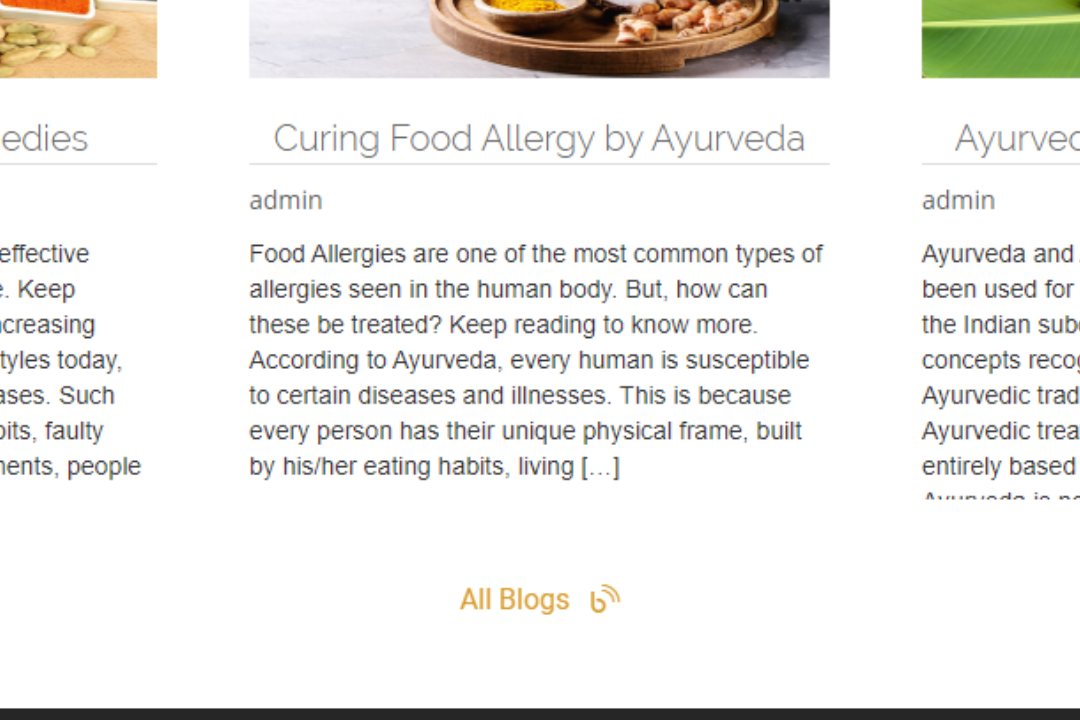 edies
effective
. Keep
creasing
tyles today,
ases. Such
bits, faulty
ments, people
Curing Food Allergy by Ayurveda
admin
Food Allergies are one of the most common types of
allergies seen in the human body. But, how can
these be treated? Keep reading to know more.
According to Ayurveda, every human is susceptible
to certain diseases and illnesses. This is because
every person has their unique physical frame, built
by his/her eating habits, living […]
Ayurved
admin
Ayurveda and
been used for
the Indian sub
concepts recog
Ayurvedic trad
Ayurvedic trea
entirely based
All Blogs